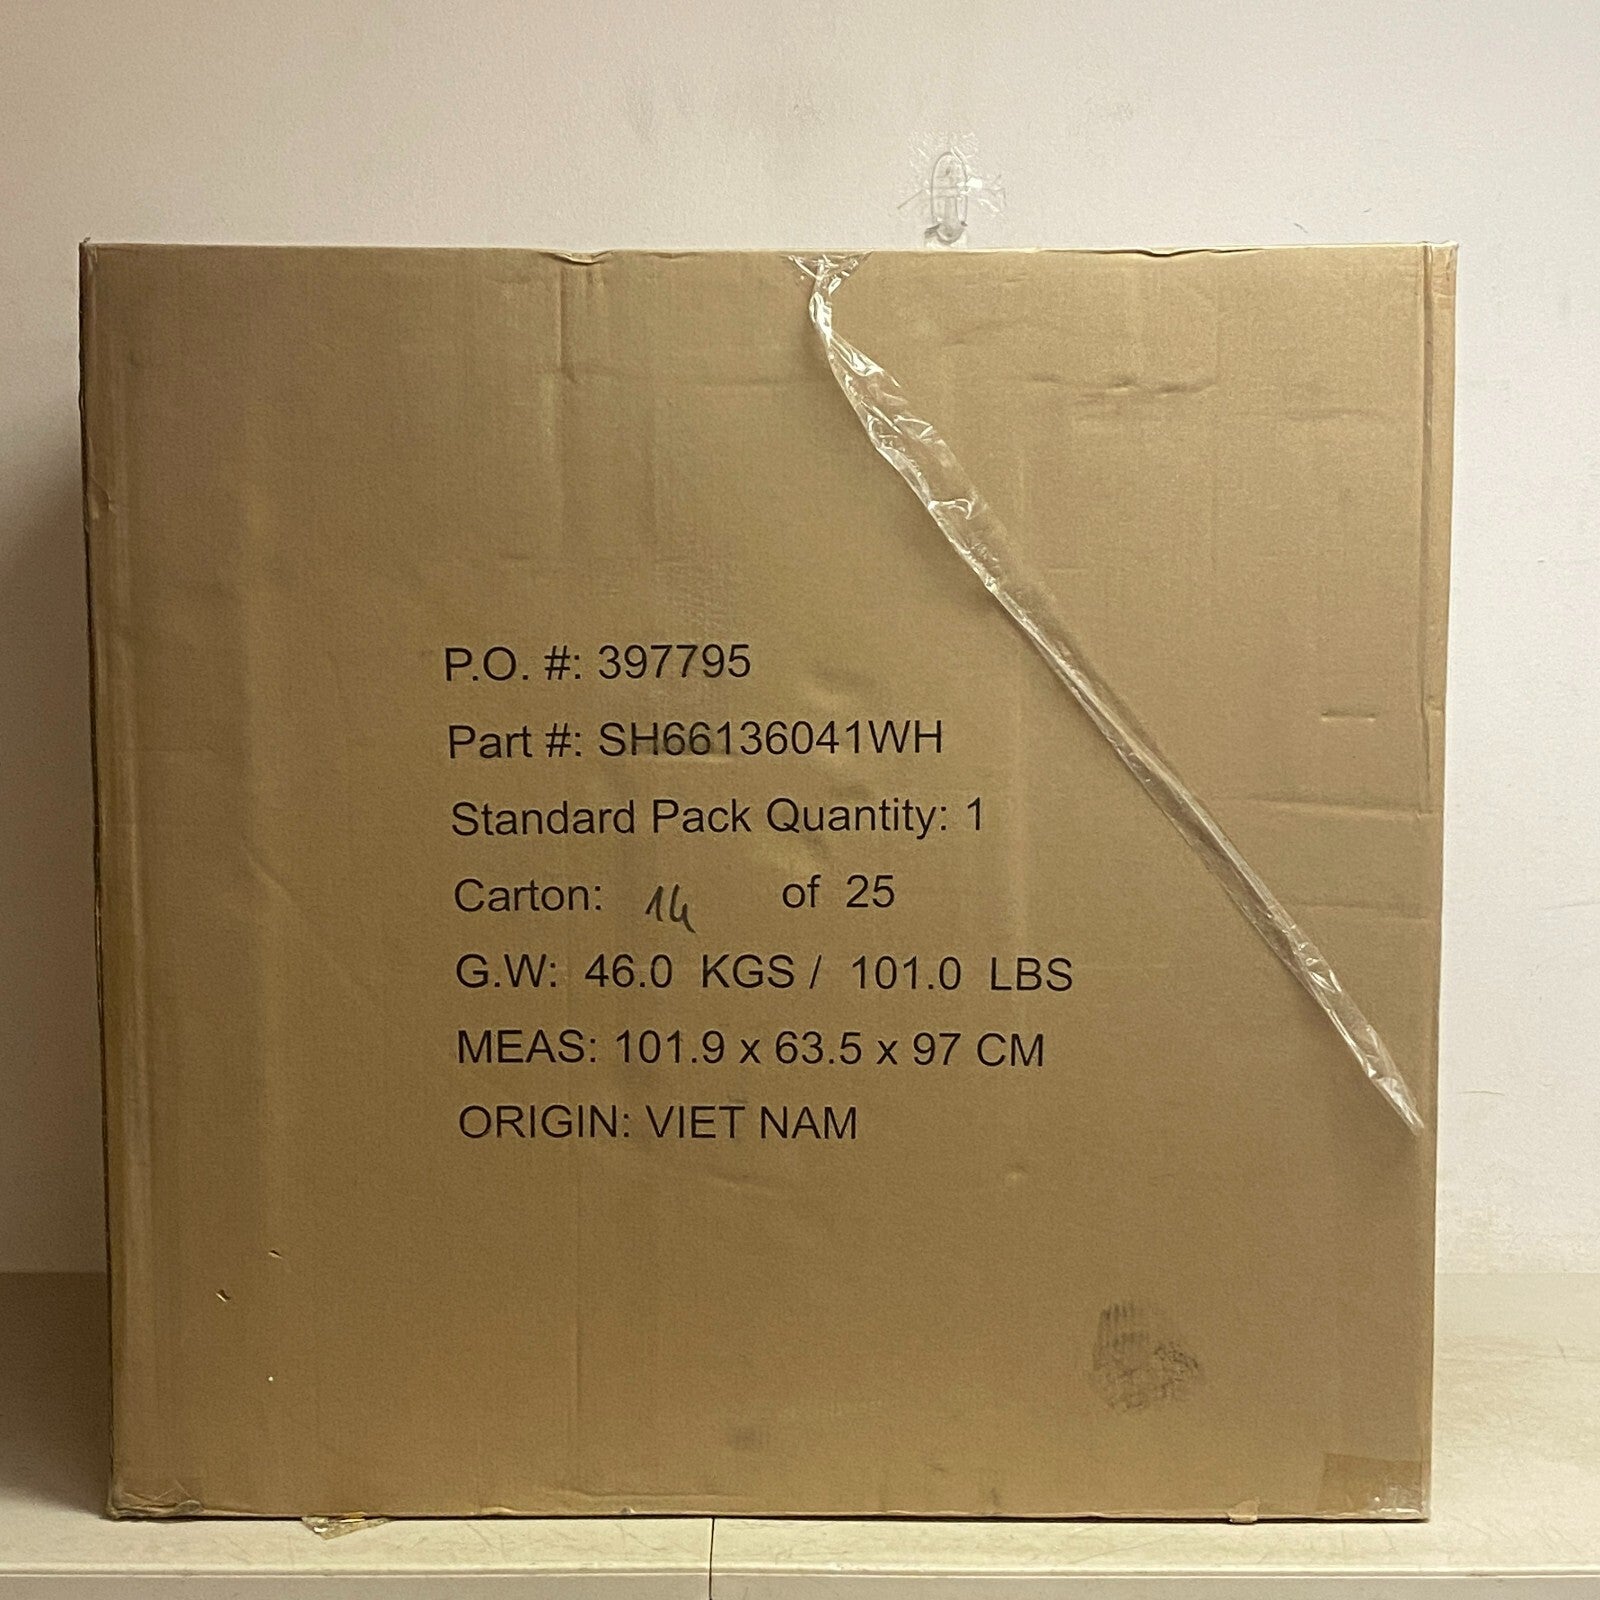 P.O. #: 397795
Part #: SH66136041WH
Standard Pack Quantity: 1
Carton: 14 of 25
G.W: 46.0 KGS / 101.0 LBS
MEAS: 101.9 x 63.5 x 97 CM
ORIGIN: VIET NAM